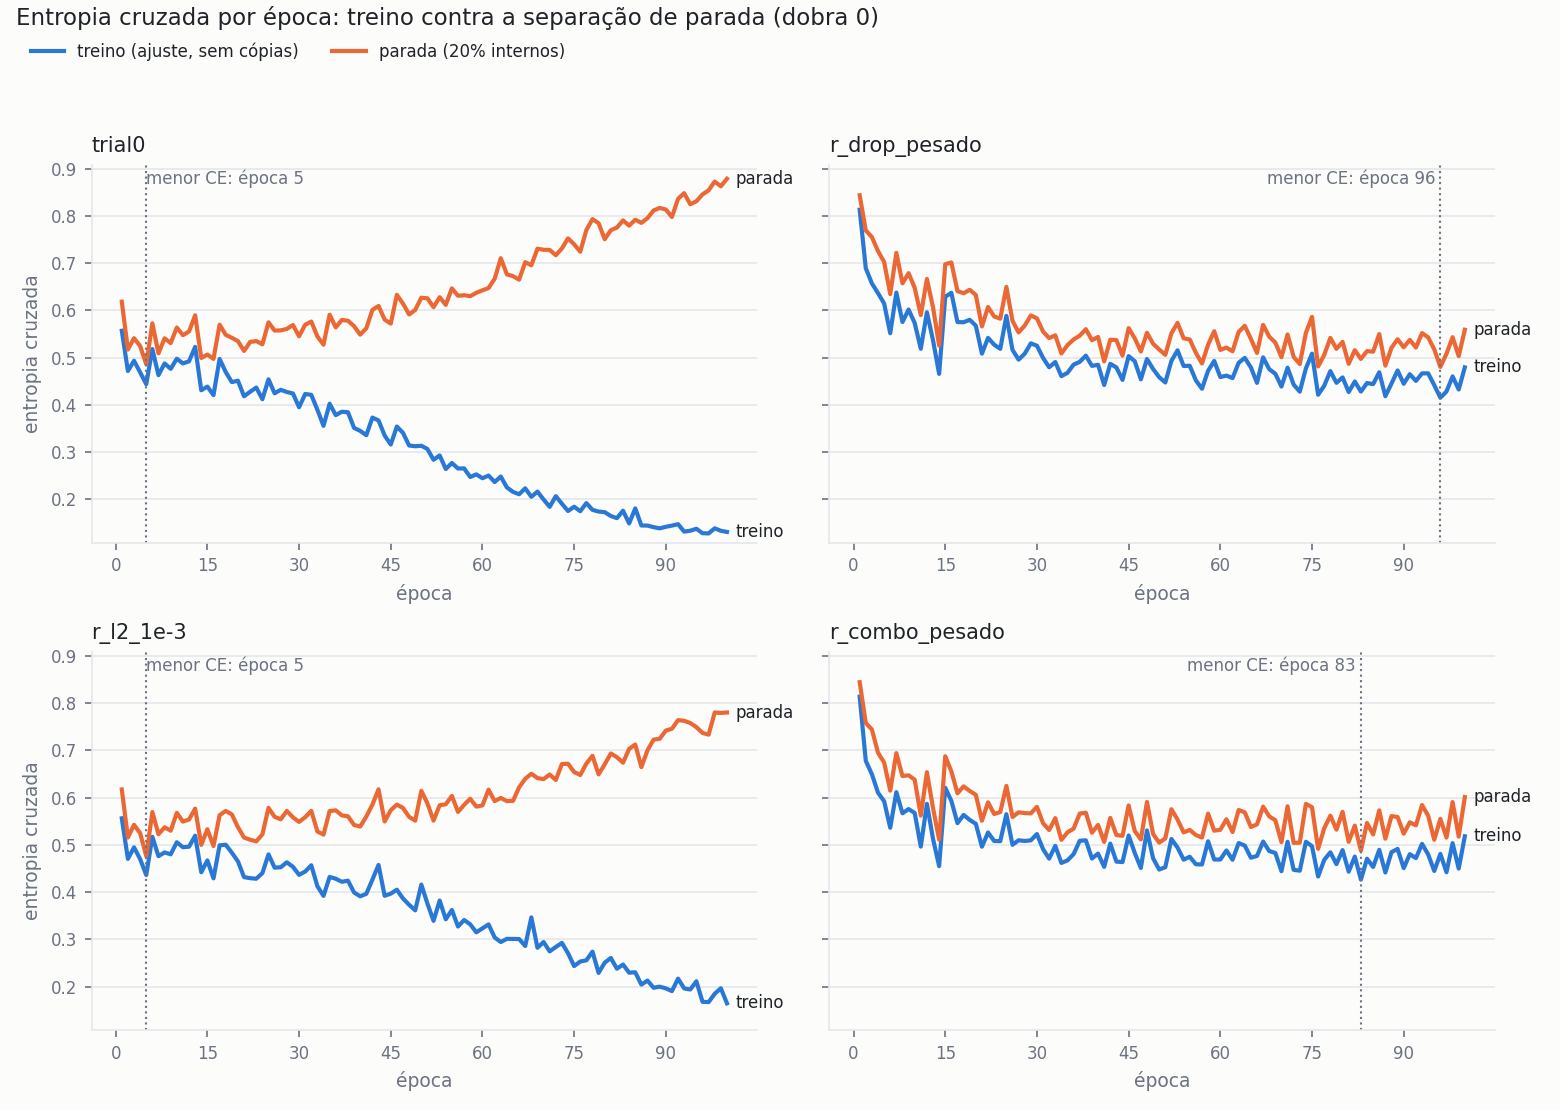 Entropia cruzada por época: treino contra a separação de parada (dobra 0)
treino (ajuste, sem cópias)
parada (20% internos)
trial0
menor CE: época 5
parada
treino
0.9
0.8
0.7
0.6
0.5
0.4
0.3
0.2
entropia cruzada
0 15 30 45 60 75 90
época
r_drop_pesado
menor CE: época 96
parada
treino
0 15 30 45 60 75 90
época
r_l2_1e-3
menor CE: época 5
parada
treino
0.9
0.8
0.7
0.6
0.5
0.4
0.3
0.2
entropia cruzada
0 15 30 45 60 75 90
época
r_combo_pesado
menor CE: época 83
parada
treino
0 15 30 45 60 75 90
época